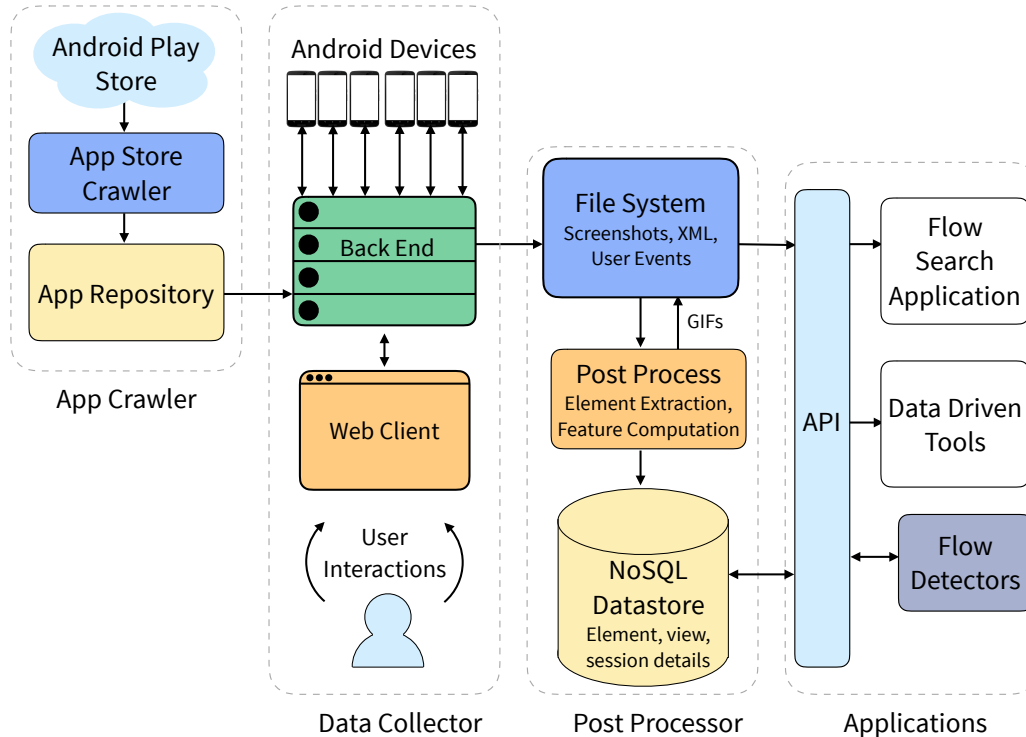 Android Play
Store
App Store
Crawler
App Repository
App Crawler
Android Devices
Back End
Web Client
User
Interactions
Data Collector
File System
Screenshots, XML,
User Events
GIFs
Post Process
Element Extraction,
Feature Computation
NoSQL
Datastore
Element, view,
session details
Post Processor
API
Flow
Search
Application
Data Driven
Tools
Flow
Detectors
Applications